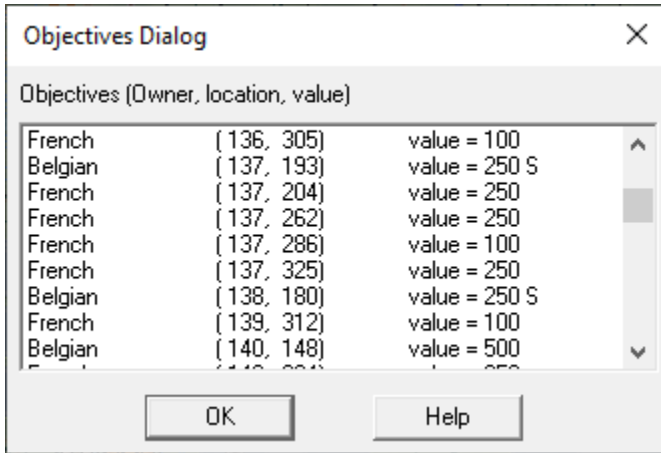 Objectives Dialog
Objectives (Owner, location, value)
French ( 136, 305) value = 100
Belgian ( 137, 193) value = 250 S
French ( 137, 204) value = 250
French ( 137, 262) value = 250
French ( 137, 286) value = 100
French ( 137, 325) value = 250
Belgian ( 138, 180) value = 250 S
French ( 139, 312) value = 100
Belgian ( 140, 148) value = 500
OK Help